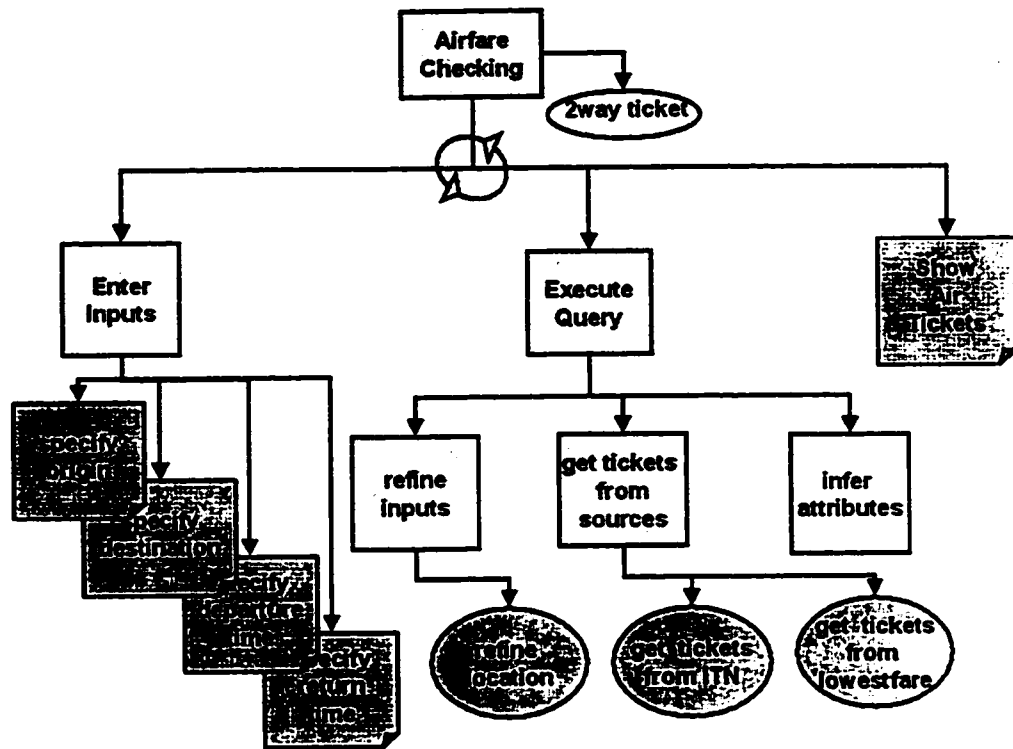 Airfare
Checking
2way ticket
Enter
Inputs
Execute
Query
Show
Air
Tickets
specify
origin
specify
destination
specify
departure
time
specify
return
time
refine
inputs
get tickets
from
sources
infer
attributes
refine
location
get tickets
from ITN
get tickets
from
lowestfare